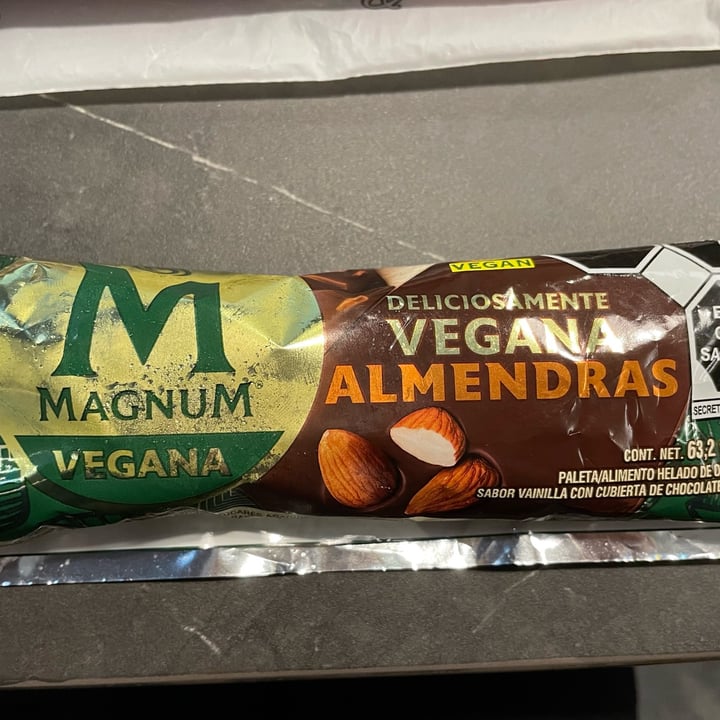 M
MAGNUM
VEGANA
VEGAN
DELICIOSAMENTE
VEGANA
ALMENDRAS
CONT. NET. 63,2
PALETA/ALIMENTO HELADO DE
SABOR VAINILLA CON CUBIERTA DE CHOCOLATE